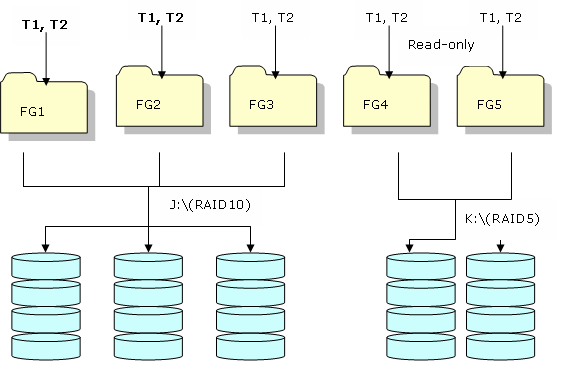 T1, T2
T1, T2
T1, T2
T1, T2
T1, T2
Read-only
FG1
FG2
FG3
FG4
FG5
J:\(RAID10)
K:\(RAID5)